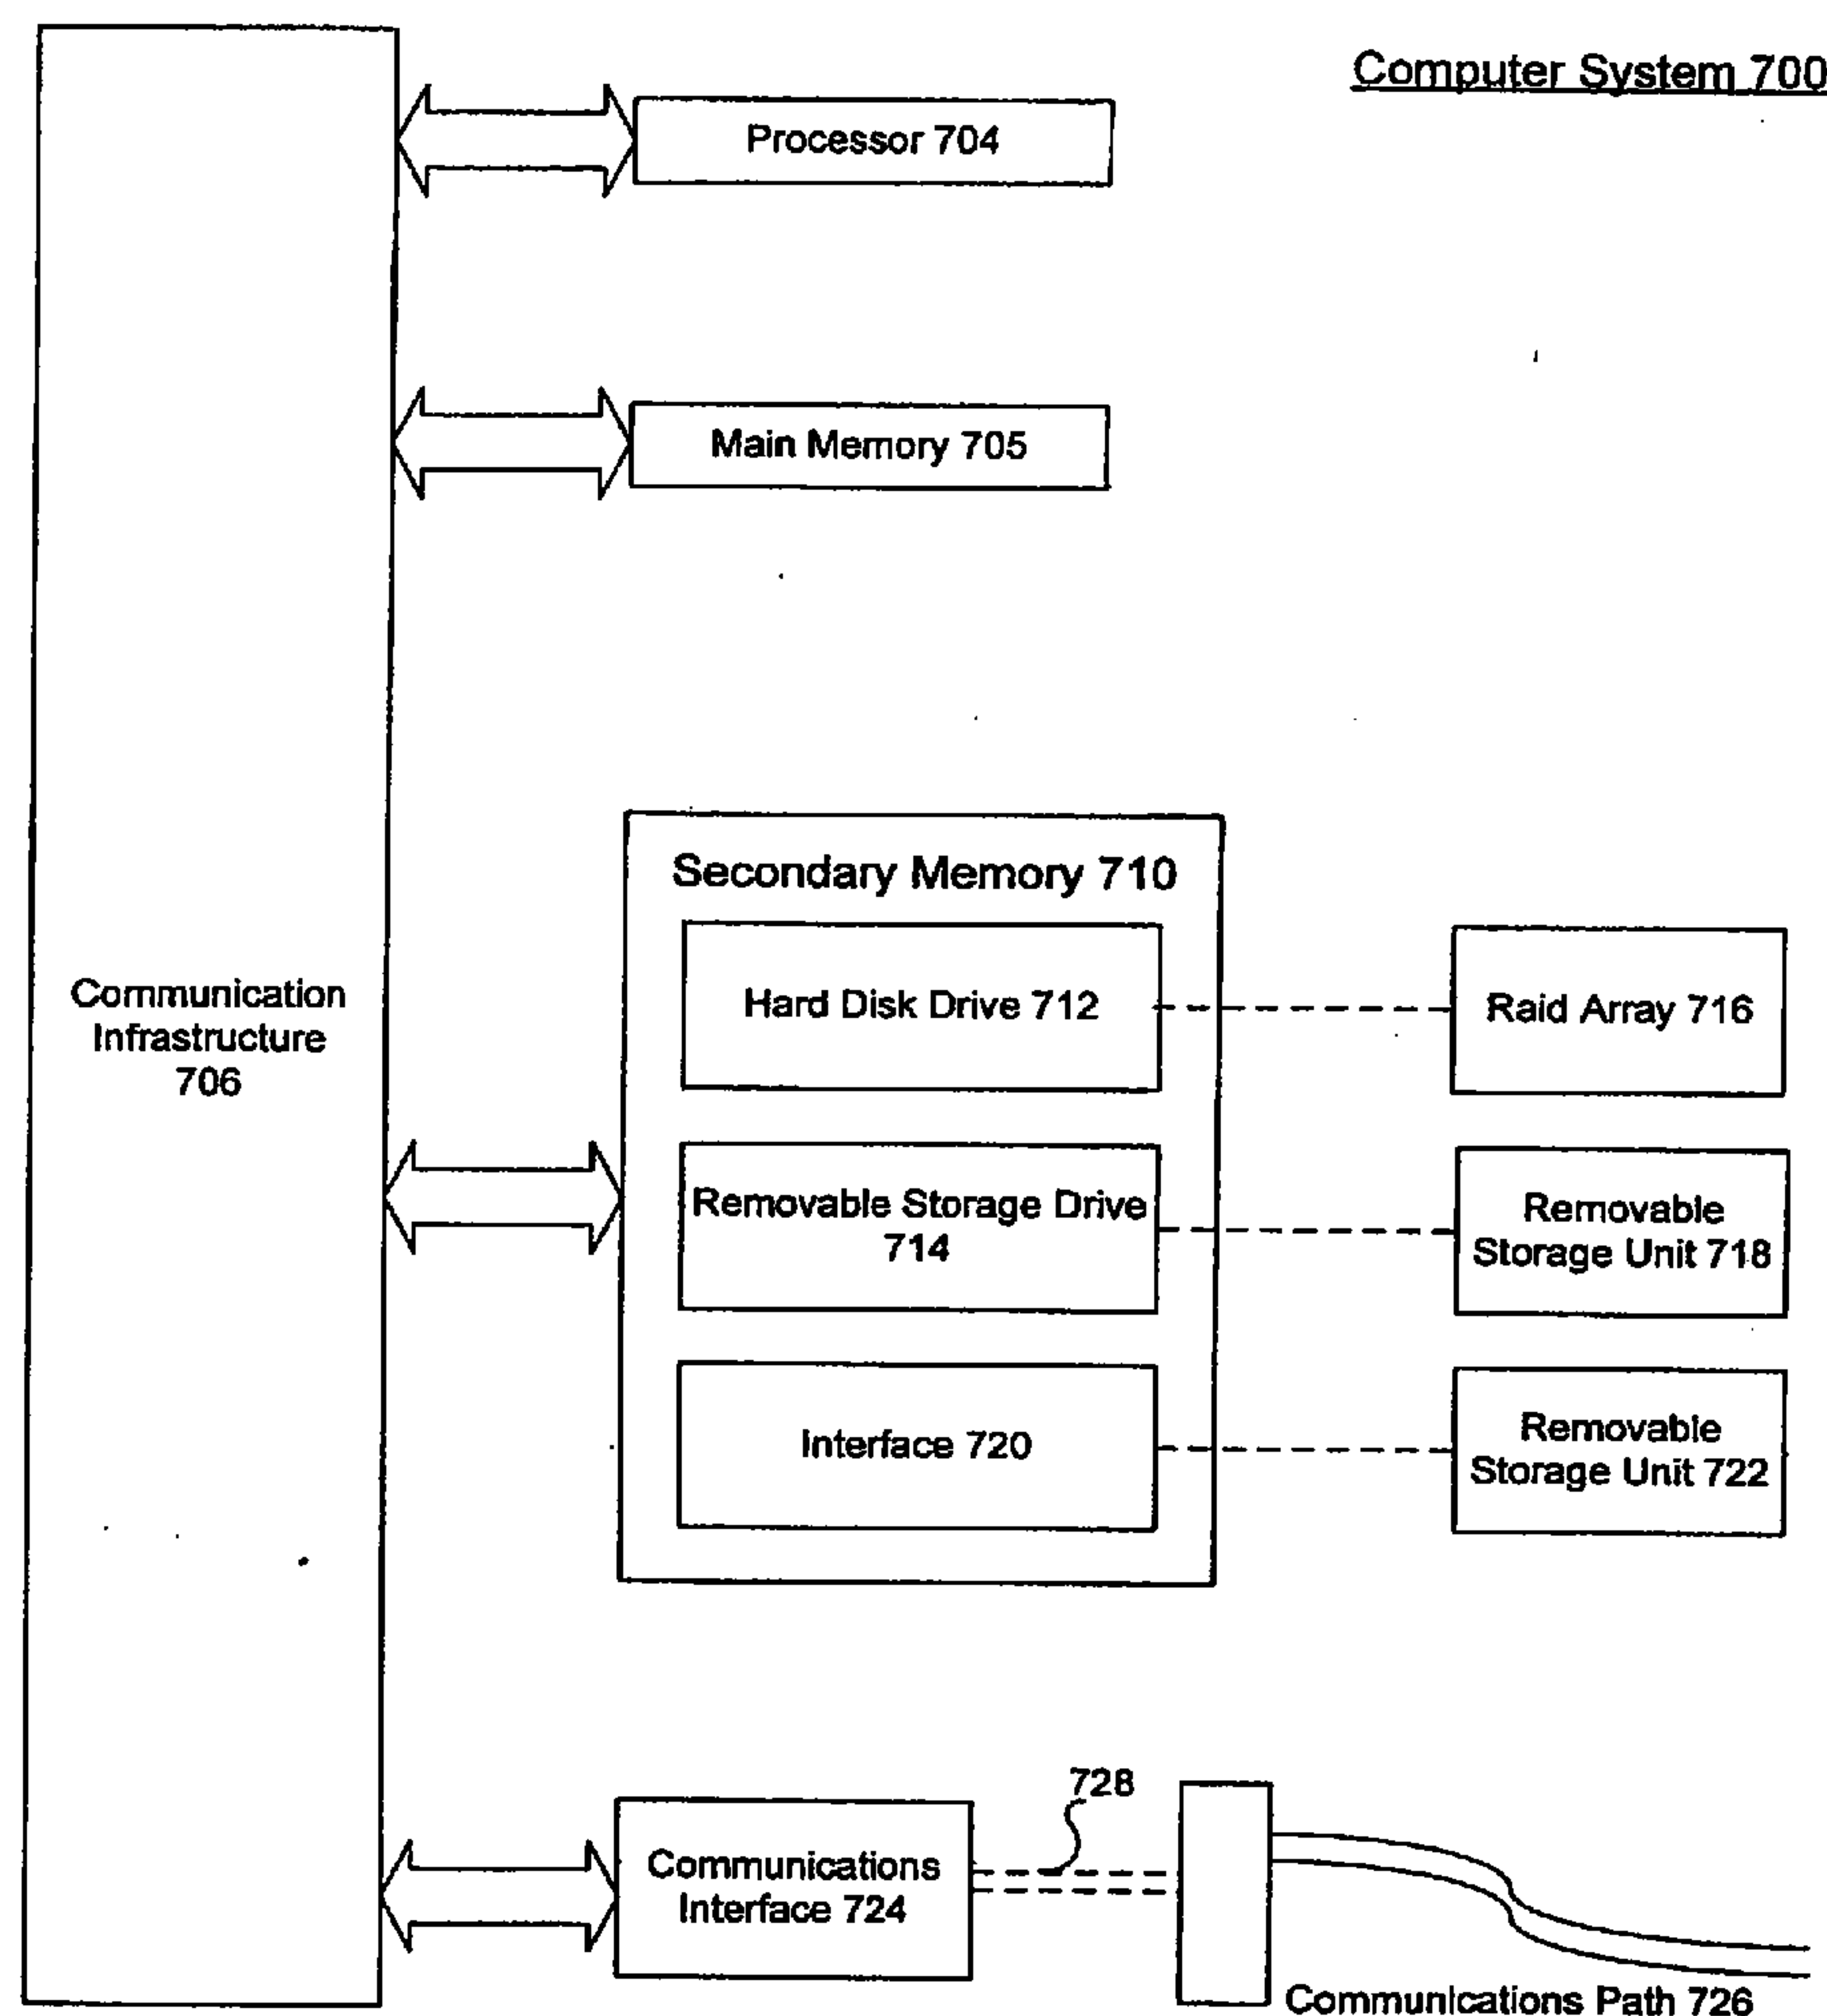 Computer System 700
Processor 704
Main Memory 705
Communication
Infrastructure
706
Secondary Memory 710
Hard Disk Drive 712
Raid Array 716
Removable Storage Drive
714
Removable
Storage Unit 718
Interface 720
Removable
Storage Unit 722
728
Communications
Interface 724
Communications Path 726